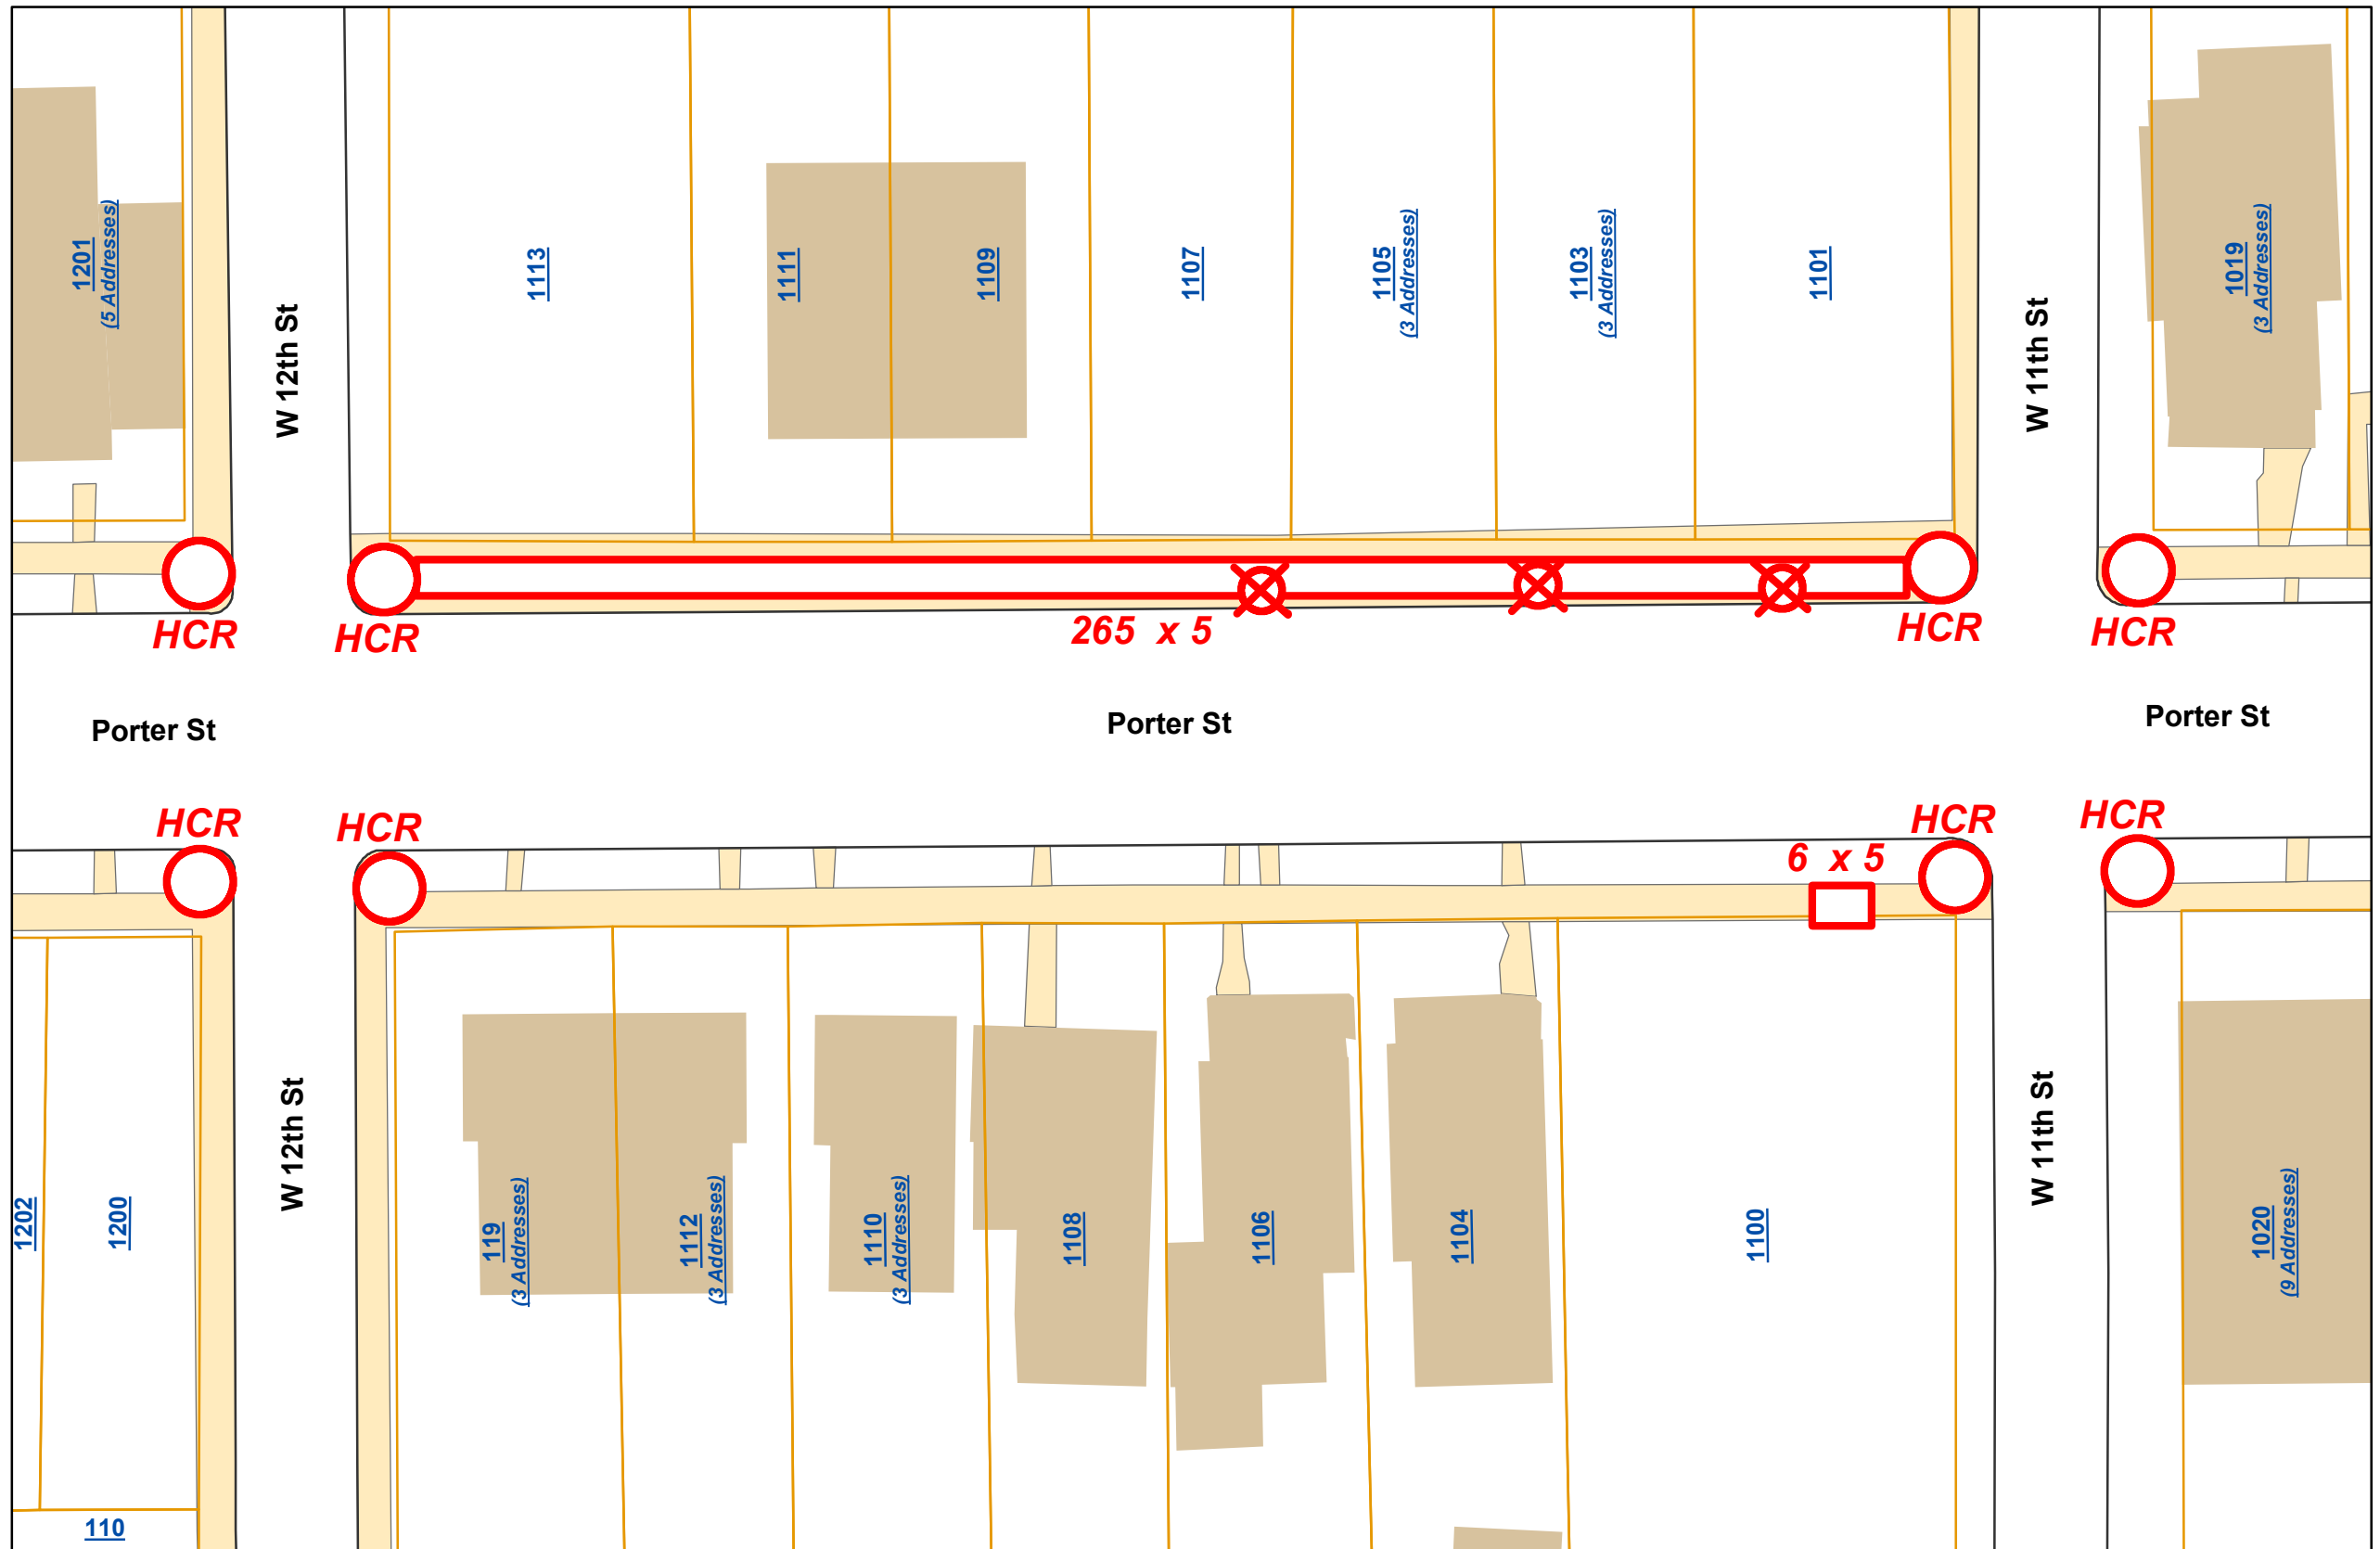 1201
(5 Addresses)
W 12th St
1113
1111
1109
1107
1105
(3 Addresses)
1103
(3 Addresses)
1101
W 11th St
1019
(3 Addresses)
HCR
HCR
265 x 5
HCR
HCR
Porter St
Porter St
Porter St
HCR
HCR
6 x 5
HCR
HCR
1202
1200
W 12th St
119
(3 Addresses)
1112
(3 Addresses)
1110
(3 Addresses)
1108
1106
1104
1100
W 11th St
1020
(9 Addresses)
110